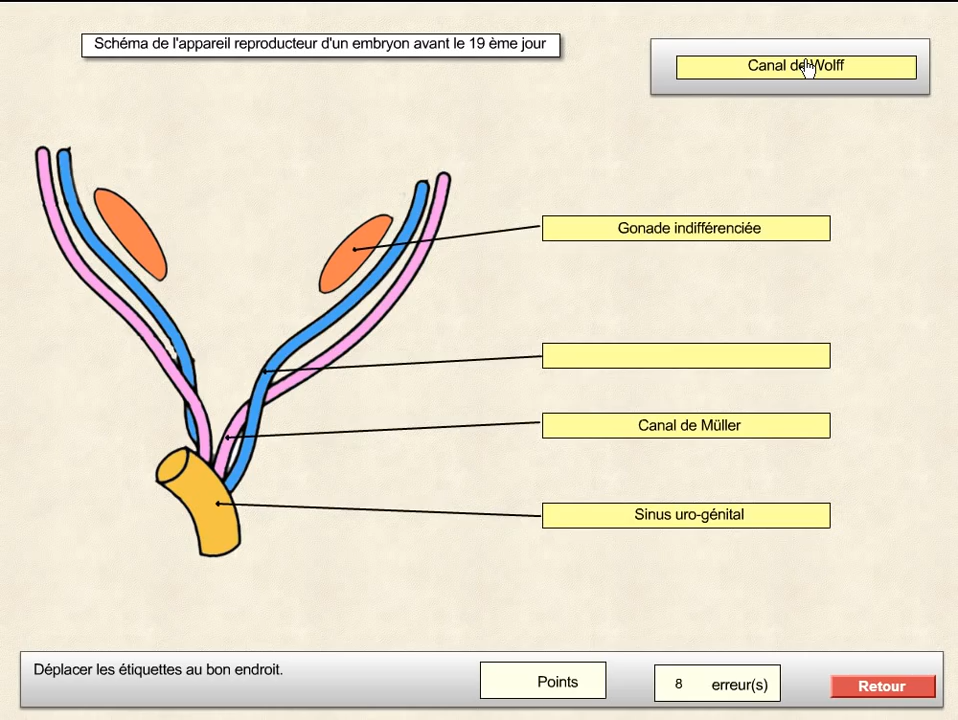 Schéma de l'appareil reproducteur d'un embryon avant le 19 ème jour
Canal de Wolff
Gonade indifférenciée
Canal de Müller
Sinus uro-génital
Déplacer les étiquettes au bon endroit.
Points
8 erreur(s)
Retour